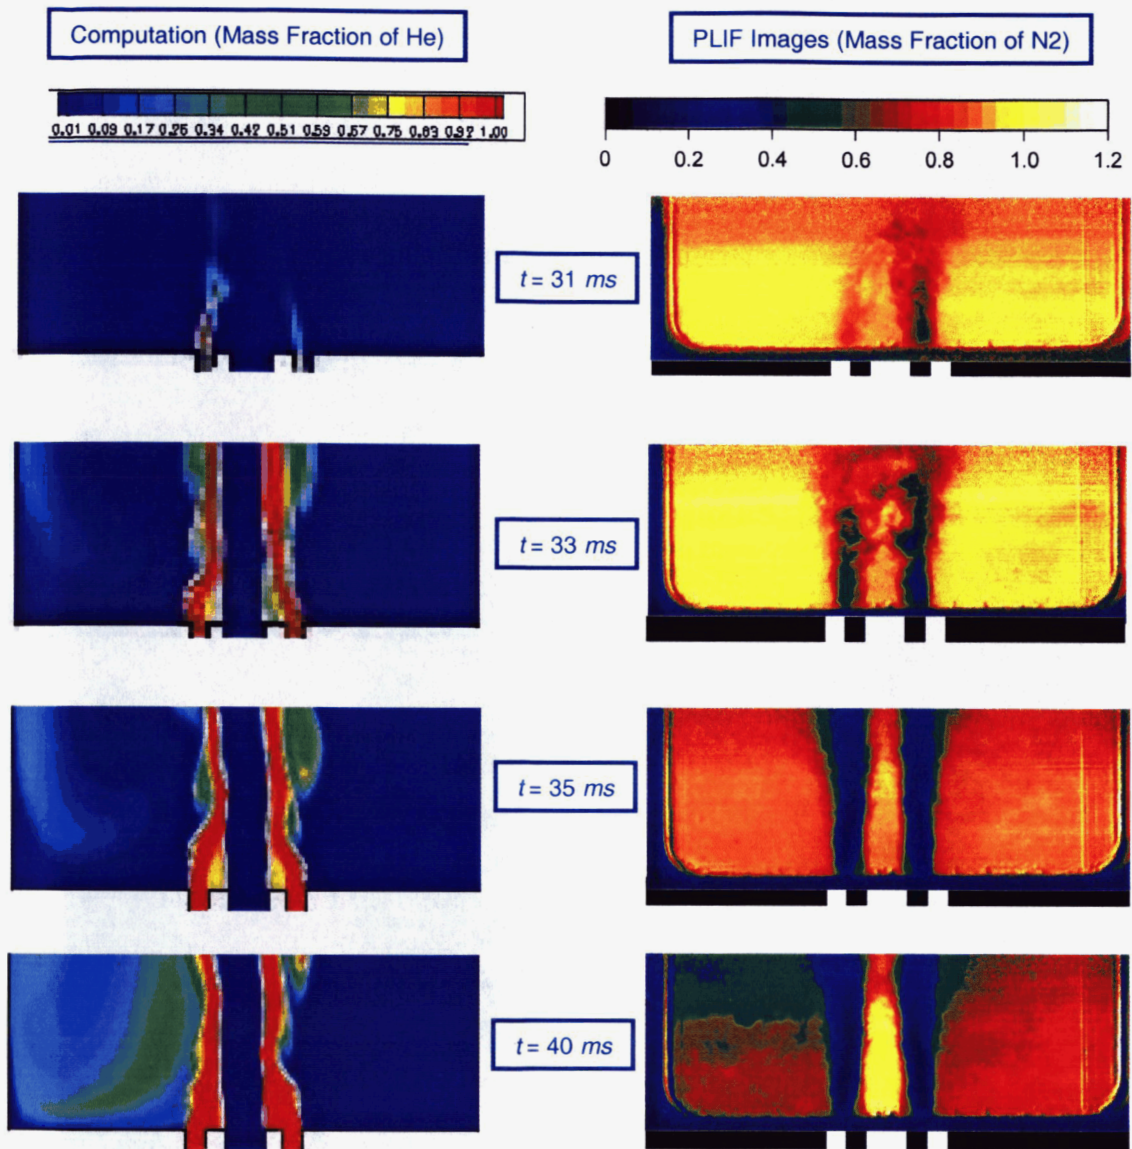 Computation (Mass Fraction of He)
PLIF Images (Mass Fraction of N2)
0.01 0.09 0.17 0.26 0.34 0.42 0.51 0.59 0.67 0.75 0.83 0.92 1.00
0 0.2 0.4 0.6 0.8 1.0 1.2
t = 31 ms
t = 33 ms
t = 35 ms
t = 40 ms